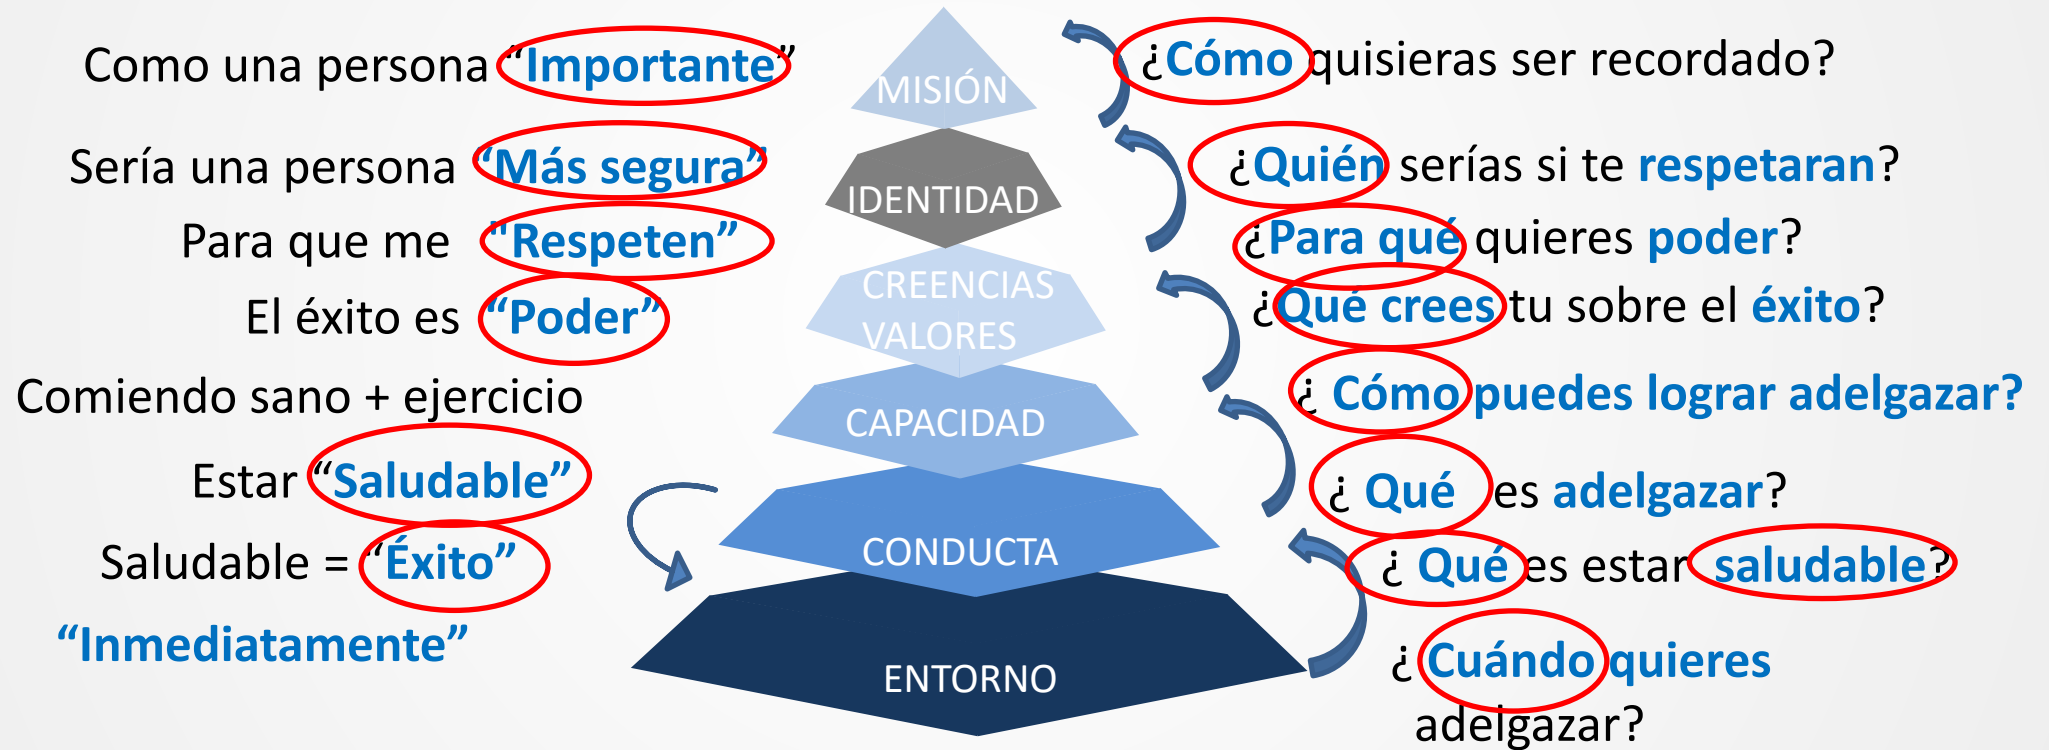 Como una persona “Importante”
Sería una persona “Más segura”
Para que me "Respeten”
El éxito es “Poder”
Comiendo sano + ejercicio
Estar “Saludable”
Saludable = “Éxito”
“Inmediatamente”
MISIÓN
IDENTIDAD
CREENCIAS
VALORES
CAPACIDAD
CONDUCTA
ENTORNO
¿Cómo quisieras ser recordado?
¿Quién serías si te respetaran?
¿Para qué quieres poder?
¿Qué crees tu sobre el éxito?
¿ Cómo puedes lograr adelgazar?
¿ Qué es adelgazar?
¿ Qué es estar saludable?
¿ Cuándo quieres
adelgazar?